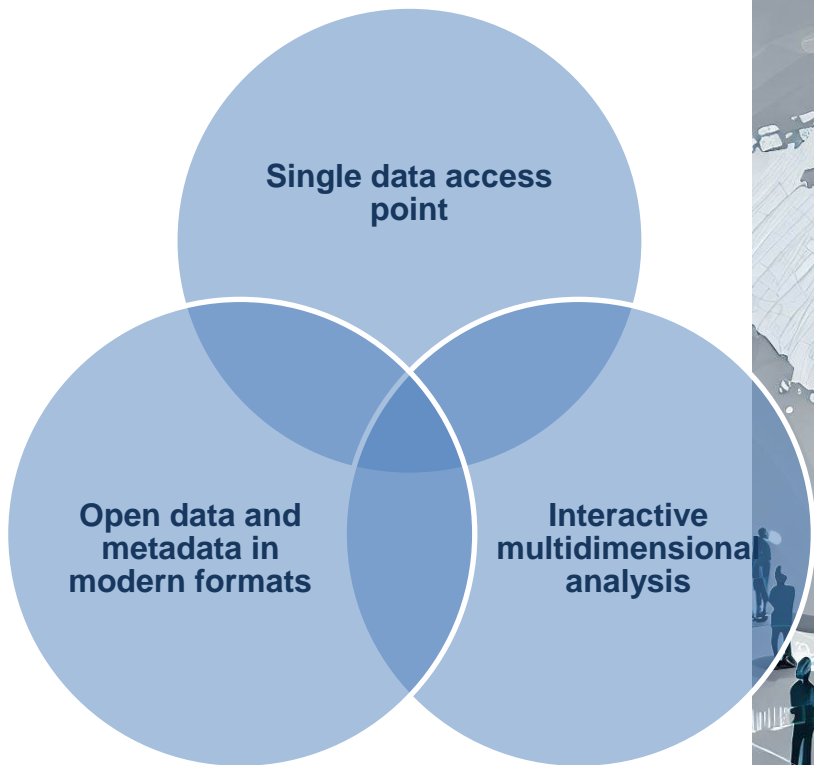 Single data access
point
Open data and
metadata in
modern formats
Interactive
multidimensional
analysis